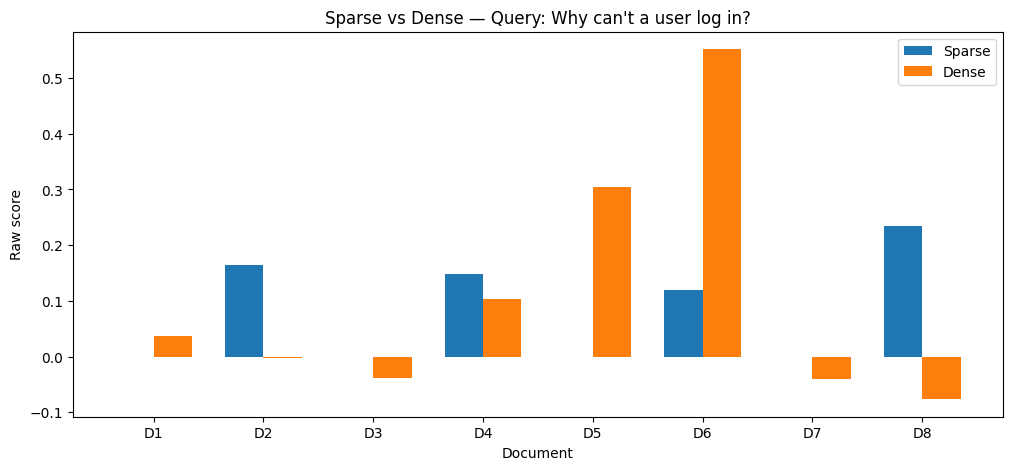 Sparse vs Dense — Query: Why can't a user log in?
Sparse
Dense
Raw score
0.5
0.4
0.3
0.2
0.1
0.0
−0.1
D1 D2 D3 D4 D5 D6 D7 D8
Document